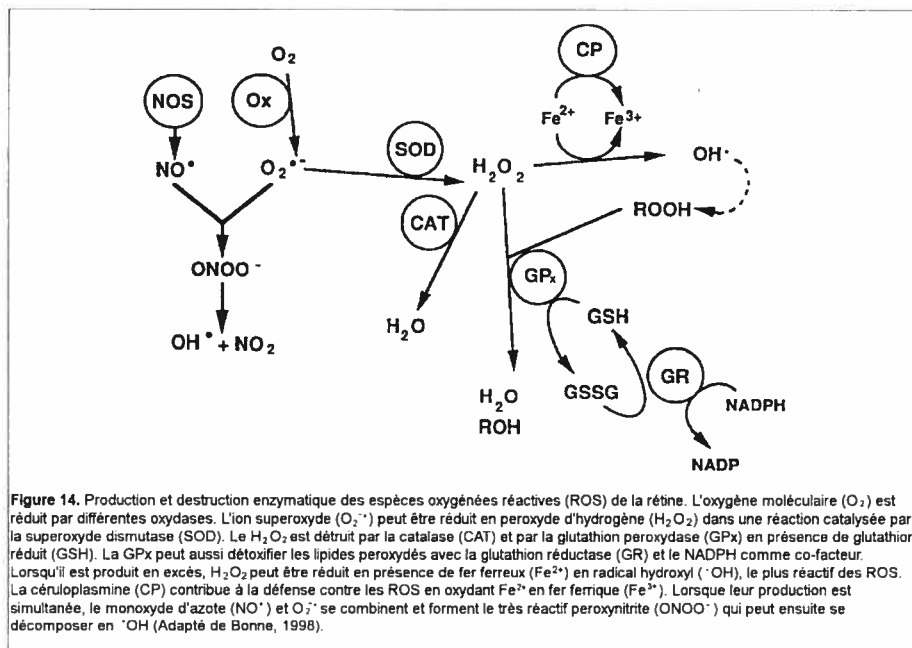 O₂
CP
NOS
Ox
Fe²⁺
Fe³⁺
SOD
NO•
O₂•⁻
H₂O₂
OH•
CAT
ROOH
ONOO⁻
GPx
GSH
H₂O
OH• + NO₂
GR
H₂O
GSSG
NADPH
ROH
NADP
Figure 14. Production et destruction enzymatique des espèces oxygénées réactives (ROS) de la rétine. L'oxygène moléculaire (O₂) est
réduit par différentes oxydases. L'ion superoxyde (O₂⁻•) peut être réduit en peroxyde d'hydrogène (H₂O₂) dans une réaction catalysée par
la superoxyde dismutase (SOD). Le H₂O₂ est détruit par la catalase (CAT) et par la glutathion peroxydase (GPx) en présence de glutathion
réduit (GSH). La GPx peut aussi détoxifier les lipides peroxydés avec la glutathion réductase (GR) et le NADPH comme co-facteur.
Lorsqu'il est produit en excès, H₂O₂ peut être réduit en présence de fer ferreux (Fe²⁺) en radical hydroxyl (•OH), le plus réactif des ROS.
La céruloplasmine (CP) contribue à la défense contre les ROS en oxydant Fe²⁺ en fer ferrique (Fe³⁺). Lorsque leur production est
simultanée, le monoxyde d'azote (NO•) et O₂⁻• se combinent et forment le très réactif peroxynitrite (ONOO⁻) qui peut ensuite se
décomposer en •OH (Adapté de Bonne, 1998).